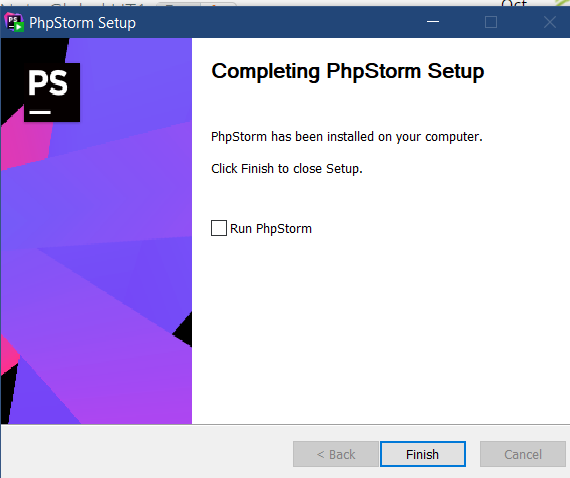 PhpStorm Setup
PS
Completing PhpStorm Setup
PhpStorm has been installed on your computer.
Click Finish to close Setup.
Run PhpStorm
< Back
Finish
Cancel